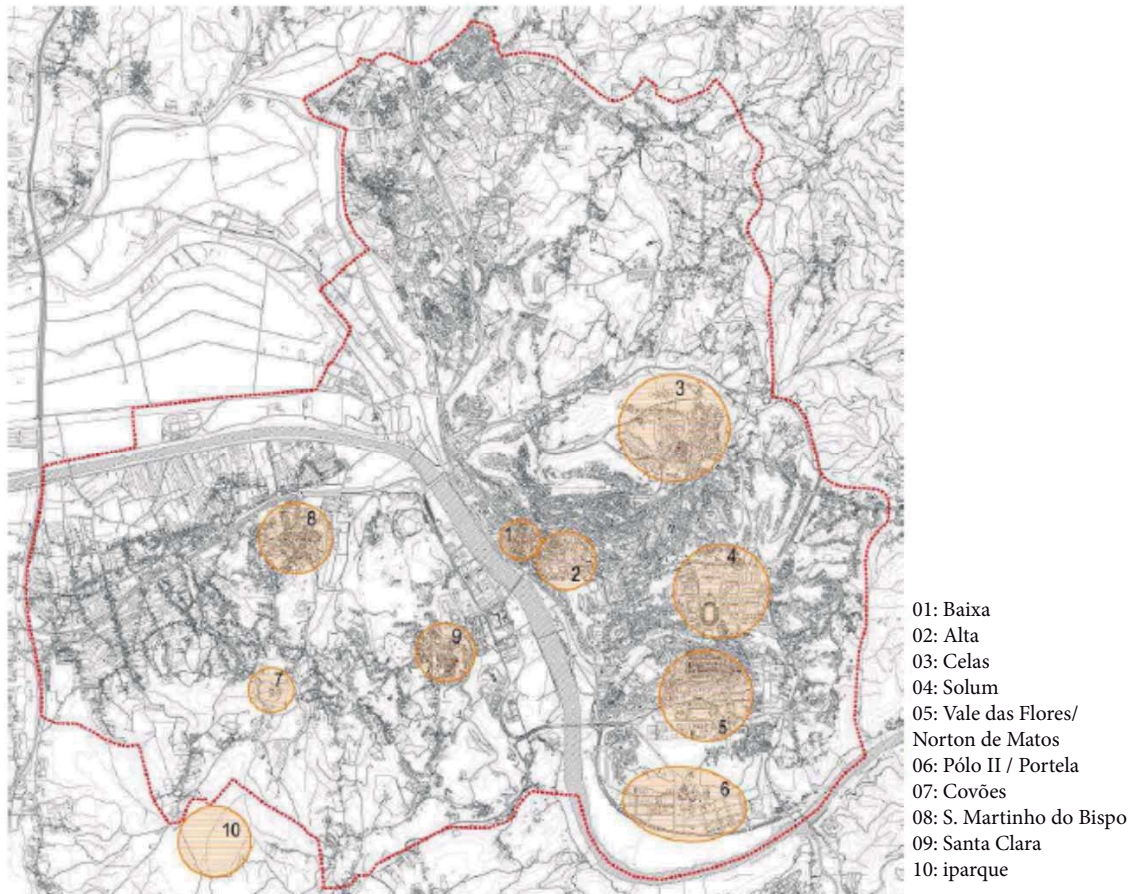 3
8
1
2
4
9
7
5
6
10
01: Baixa
02: Alta
03: Celas
04: Solum
05: Vale das Flores/
Norton de Matos
06: Pólo II / Portela
07: Covões
08: S. Martinho do Bispo
09: Santa Clara
10: iparque